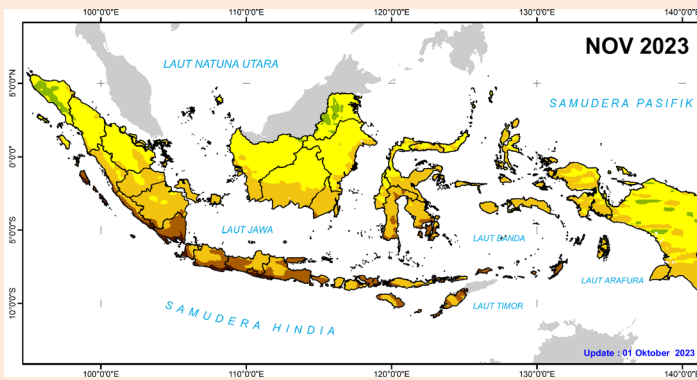 100°0'0"E 110°0'0"E 120°0'0"E 130°0'0"E 140°0'0"
NOV 2023
LAUT NATUNA UTARA
5°0'0"N
SAMUDERA PASIFIK
0°0'0"
5°0'0"S
LAUT JAWA
LAUT BANDA
LAUT ARAFURA
10°0'0"S
SAMUDERA HINDIA
LAUT TIMOR
Update : 01 Oktober 2023
100°0'0"E 110°0'0"E 120°0'0"E 130°0'0"E 140°0'0"